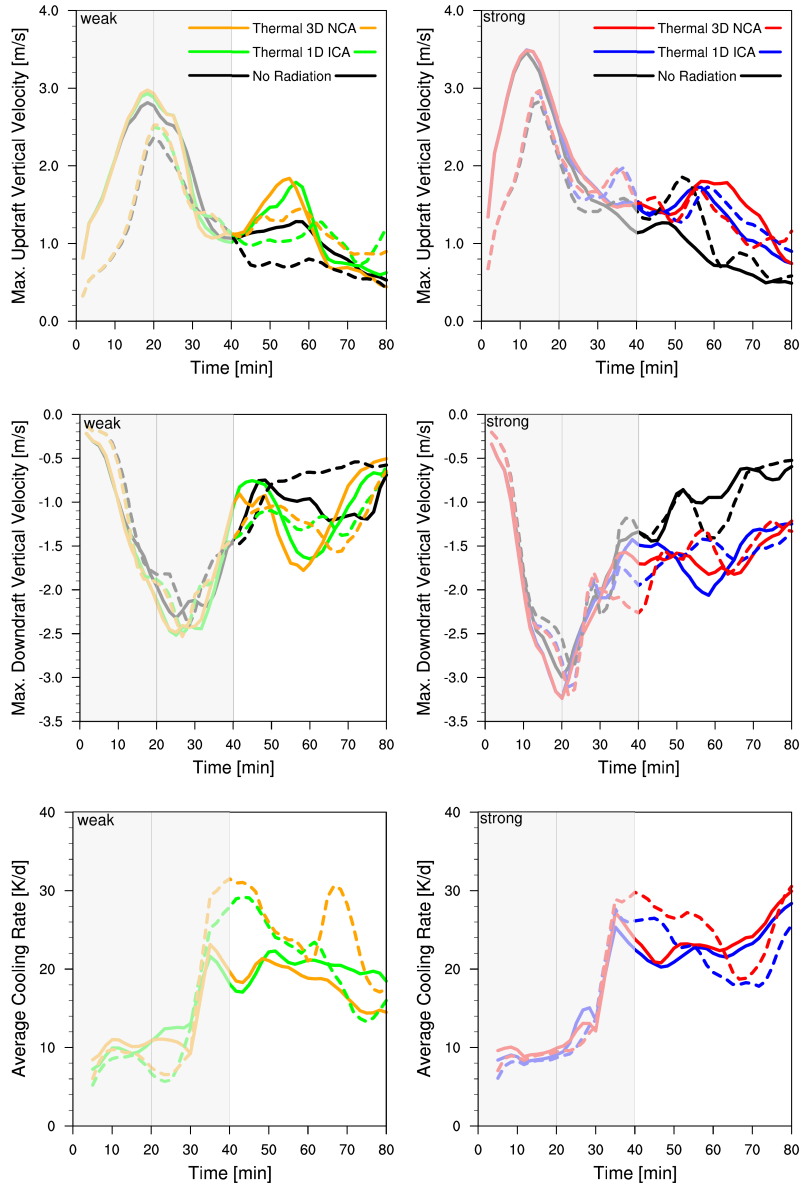 weak
Thermal 3D NCA
Thermal 1D ICA
No Radiation
Max. Updraft Vertical Velocity [m/s]
4.0
3.0
2.0
1.0
0.0
0 10 20 30 40 50 60 70 80
Time [min]
strong
Thermal 3D NCA
Thermal 1D ICA
No Radiation
Max. Updraft Vertical Velocity [m/s]
4.0
3.0
2.0
1.0
0.0
0 10 20 30 40 50 60 70 80
Time [min]
weak
Max. Downdraft Vertical Velocity [m/s]
0.0
-0.5
-1.0
-1.5
-2.0
-2.5
-3.0
-3.5
0 10 20 30 40 50 60 70 80
Time [min]
strong
Max. Downdraft Vertical Velocity [m/s]
0.0
-0.5
-1.0
-1.5
-2.0
-2.5
-3.0
-3.5
0 10 20 30 40 50 60 70 80
Time [min]
weak
Average Cooling Rate [K/d]
40
30
20
10
0
0 10 20 30 40 50 60 70 80
Time [min]
strong
Average Cooling Rate [K/d]
40
30
20
10
0
0 10 20 30 40 50 60 70 80
Time [min]